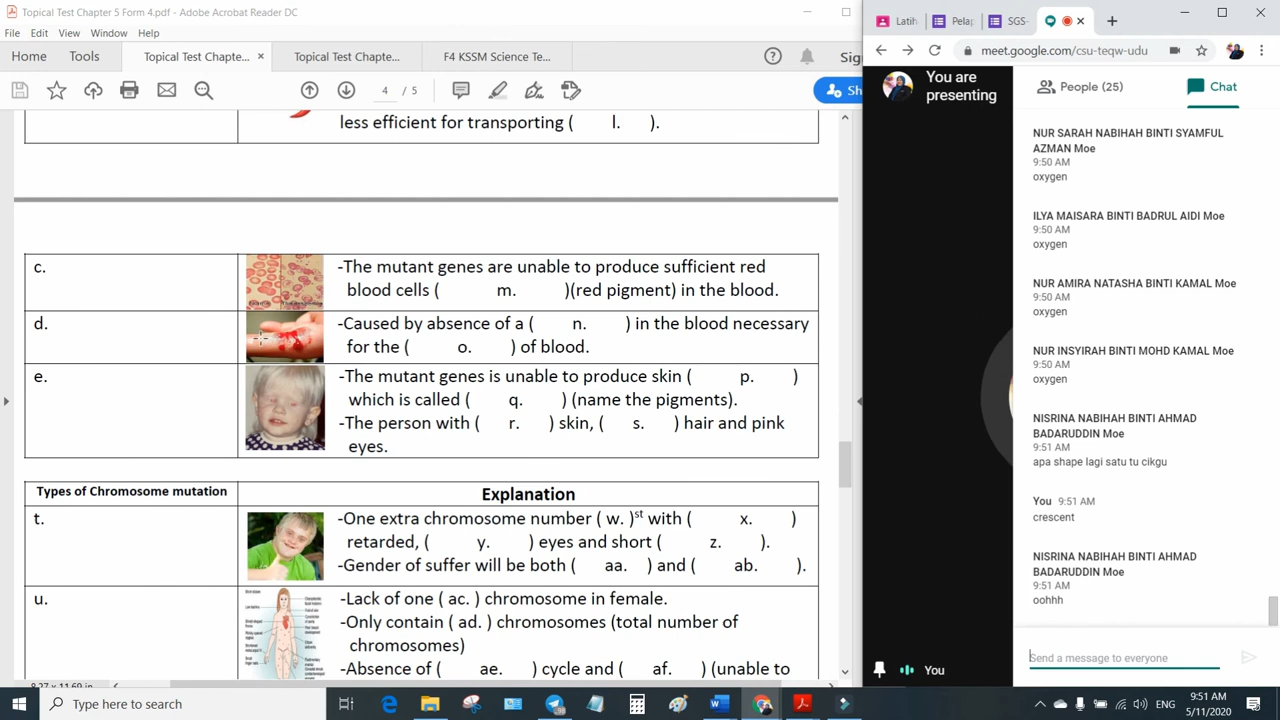 Topical Test Chapter 5 Form 4.pdf - Adobe Acrobat Reader DC
File Edit View Window Help
Home Tools Topical Test Chapte... × Topical Test Chapte... F4 KSSM Science Te... Sig
4 / 5 Sh
less efficient for transporting ( l. ).
c. -The mutant genes are unable to produce sufficient red
blood cells ( m. )(red pigment) in the blood.
d. -Caused by absence of a ( n. ) in the blood necessary
for the ( o. ) of blood.
e. -The mutant genes is unable to produce skin ( p. )
which is called ( q. ) (name the pigments).
-The person with ( r. ) skin, ( s. ) hair and pink
eyes.
Types of Chromosome mutation Explanation
t. -One extra chromosome number ( w. )st with ( x. )
retarded, ( y. ) eyes and short ( z. ).
-Gender of suffer will be both ( aa. ) and ( ab. ).
u. -Lack of one ( ac. ) chromosome in female.
-Only contain ( ad. ) chromosomes (total number of
chromosomes)
-Absence of ( ae. ) cycle and ( af. ) (unable to
Latih Pelap SGS-
meet.google.com/csu-teqw-udu
You are
presenting
People (25) Chat
NUR SARAH NABIHAH BINTI SYAMFUL
AZMAN Moe
9:50 AM
oxygen
ILYA MAISARA BINTI BADRUL AIDI Moe
9:50 AM
oxygen
NUR AMIRA NATASHA BINTI KAMAL Moe
9:50 AM
oxygen
NUR INSYIRAH BINTI MOHD KAMAL Moe
9:50 AM
oxygen
NISRINA NABIHAH BINTI AHMAD
BADARUDDIN Moe
9:51 AM
apa shape lagi satu tu cikgu
You 9:51 AM
crescent
NISRINA NABIHAH BINTI AHMAD
BADARUDDIN Moe
9:51 AM
oohhh
Send a message to everyone
You
Type here to search
ENG
9:51 AM
5/11/2020